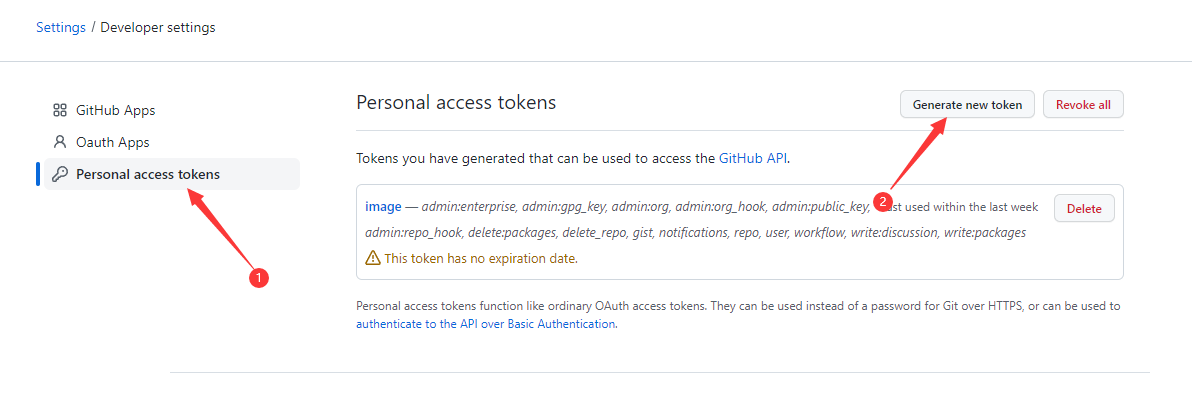 Settings / Developer settings
GitHub Apps
Oauth Apps
Personal access tokens
1
Personal access tokens
Generate new token
Revoke all
Tokens you have generated that can be used to access the GitHub API.
2
image — admin:enterprise, admin:gpg_key, admin:org, admin:org_hook, admin:public_key, used within the last week
Delete
admin:repo_hook, delete:packages, delete_repo, gist, notifications, repo, user, workflow, write:discussion, write:packages
This token has no expiration date.
Personal access tokens function like ordinary OAuth access tokens. They can be used instead of a password for Git over HTTPS, or can be used to
authenticate to the API over Basic Authentication.